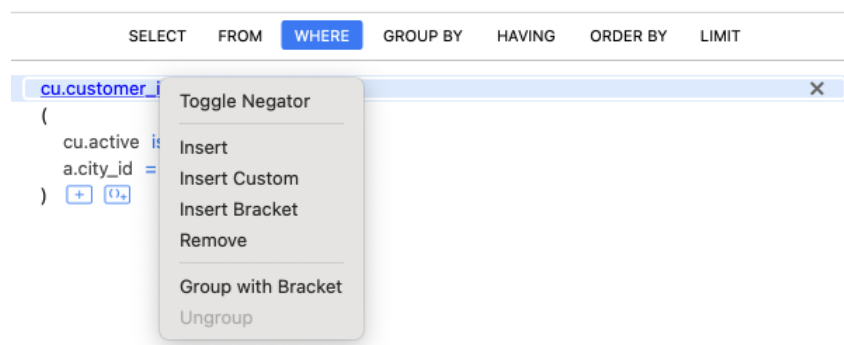 SELECT FROM WHERE GROUP BY HAVING ORDER BY LIMIT
cu.customer_i
Toggle Negator
(
cu.active is
Insert
a.city_id =
Insert Custom
) + ()+
Insert Bracket
Remove
Group with Bracket
Ungroup